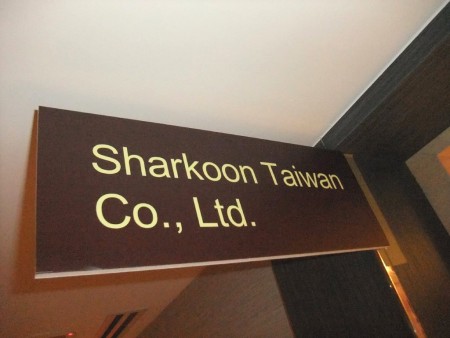 Sharkoon Taiwan
Co., Ltd.